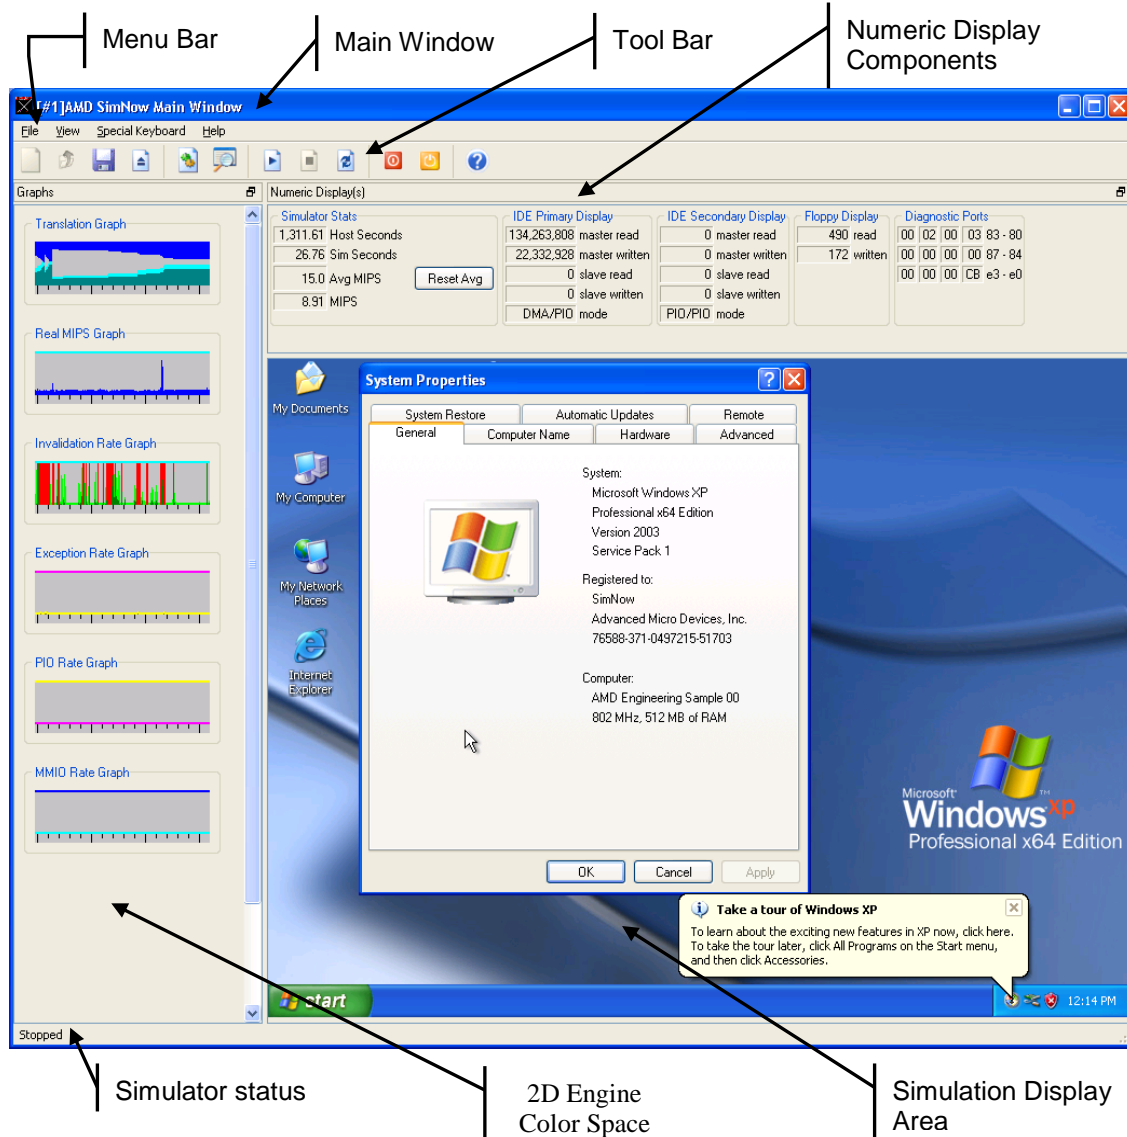 Menu Bar
Main Window
Tool Bar
Numeric Display
Components
[#1]AMD SimNow Main Window
File View Special Keyboard Help
Graphs
Numeric Display(s)
Translation Graph
Real MIPS Graph
Invalidation Rate Graph
Exception Rate Graph
PIO Rate Graph
MMIO Rate Graph
Simulator Stats
1,311.61 Host Seconds
26.76 Sim Seconds
15.0 Avg MIPS
Reset Avg
8.91 MIPS
IDE Primary Display
134,263,808 master read
22,332,928 master written
0 slave read
0 slave written
DMA/PIO mode
IDE Secondary Display
0 master read
0 master written
0 slave read
0 slave written
PIO/PIO mode
Floppy Display
490 read
172 written
Diagnostic Ports
00 02 00 03 83 - 80
00 00 00 00 87 - 84
00 00 00 CB e3 - e0
My Documents
My Computer
My Network
Places
Internet
Explorer
System Properties
System Restore Automatic Updates Remote
General Computer Name Hardware Advanced
System:
Microsoft Windows XP
Professional x64 Edition
Version 2003
Service Pack 1
Registered to:
SimNow
Advanced Micro Devices, Inc.
76588-371-0497215-51703
Computer:
AMD Engineering Sample 00
802 MHz, 512 MB of RAM
OK Cancel Apply
Microsoft
Windows xp
Professional x64 Edition
Take a tour of Windows XP
To learn about the exciting new features in XP now, click here.
To take the tour later, click All Programs on the Start menu,
and then click Accessories.
start
12:14 PM
Stopped
Simulator status
2D Engine
Color Space
Simulation Display
Area